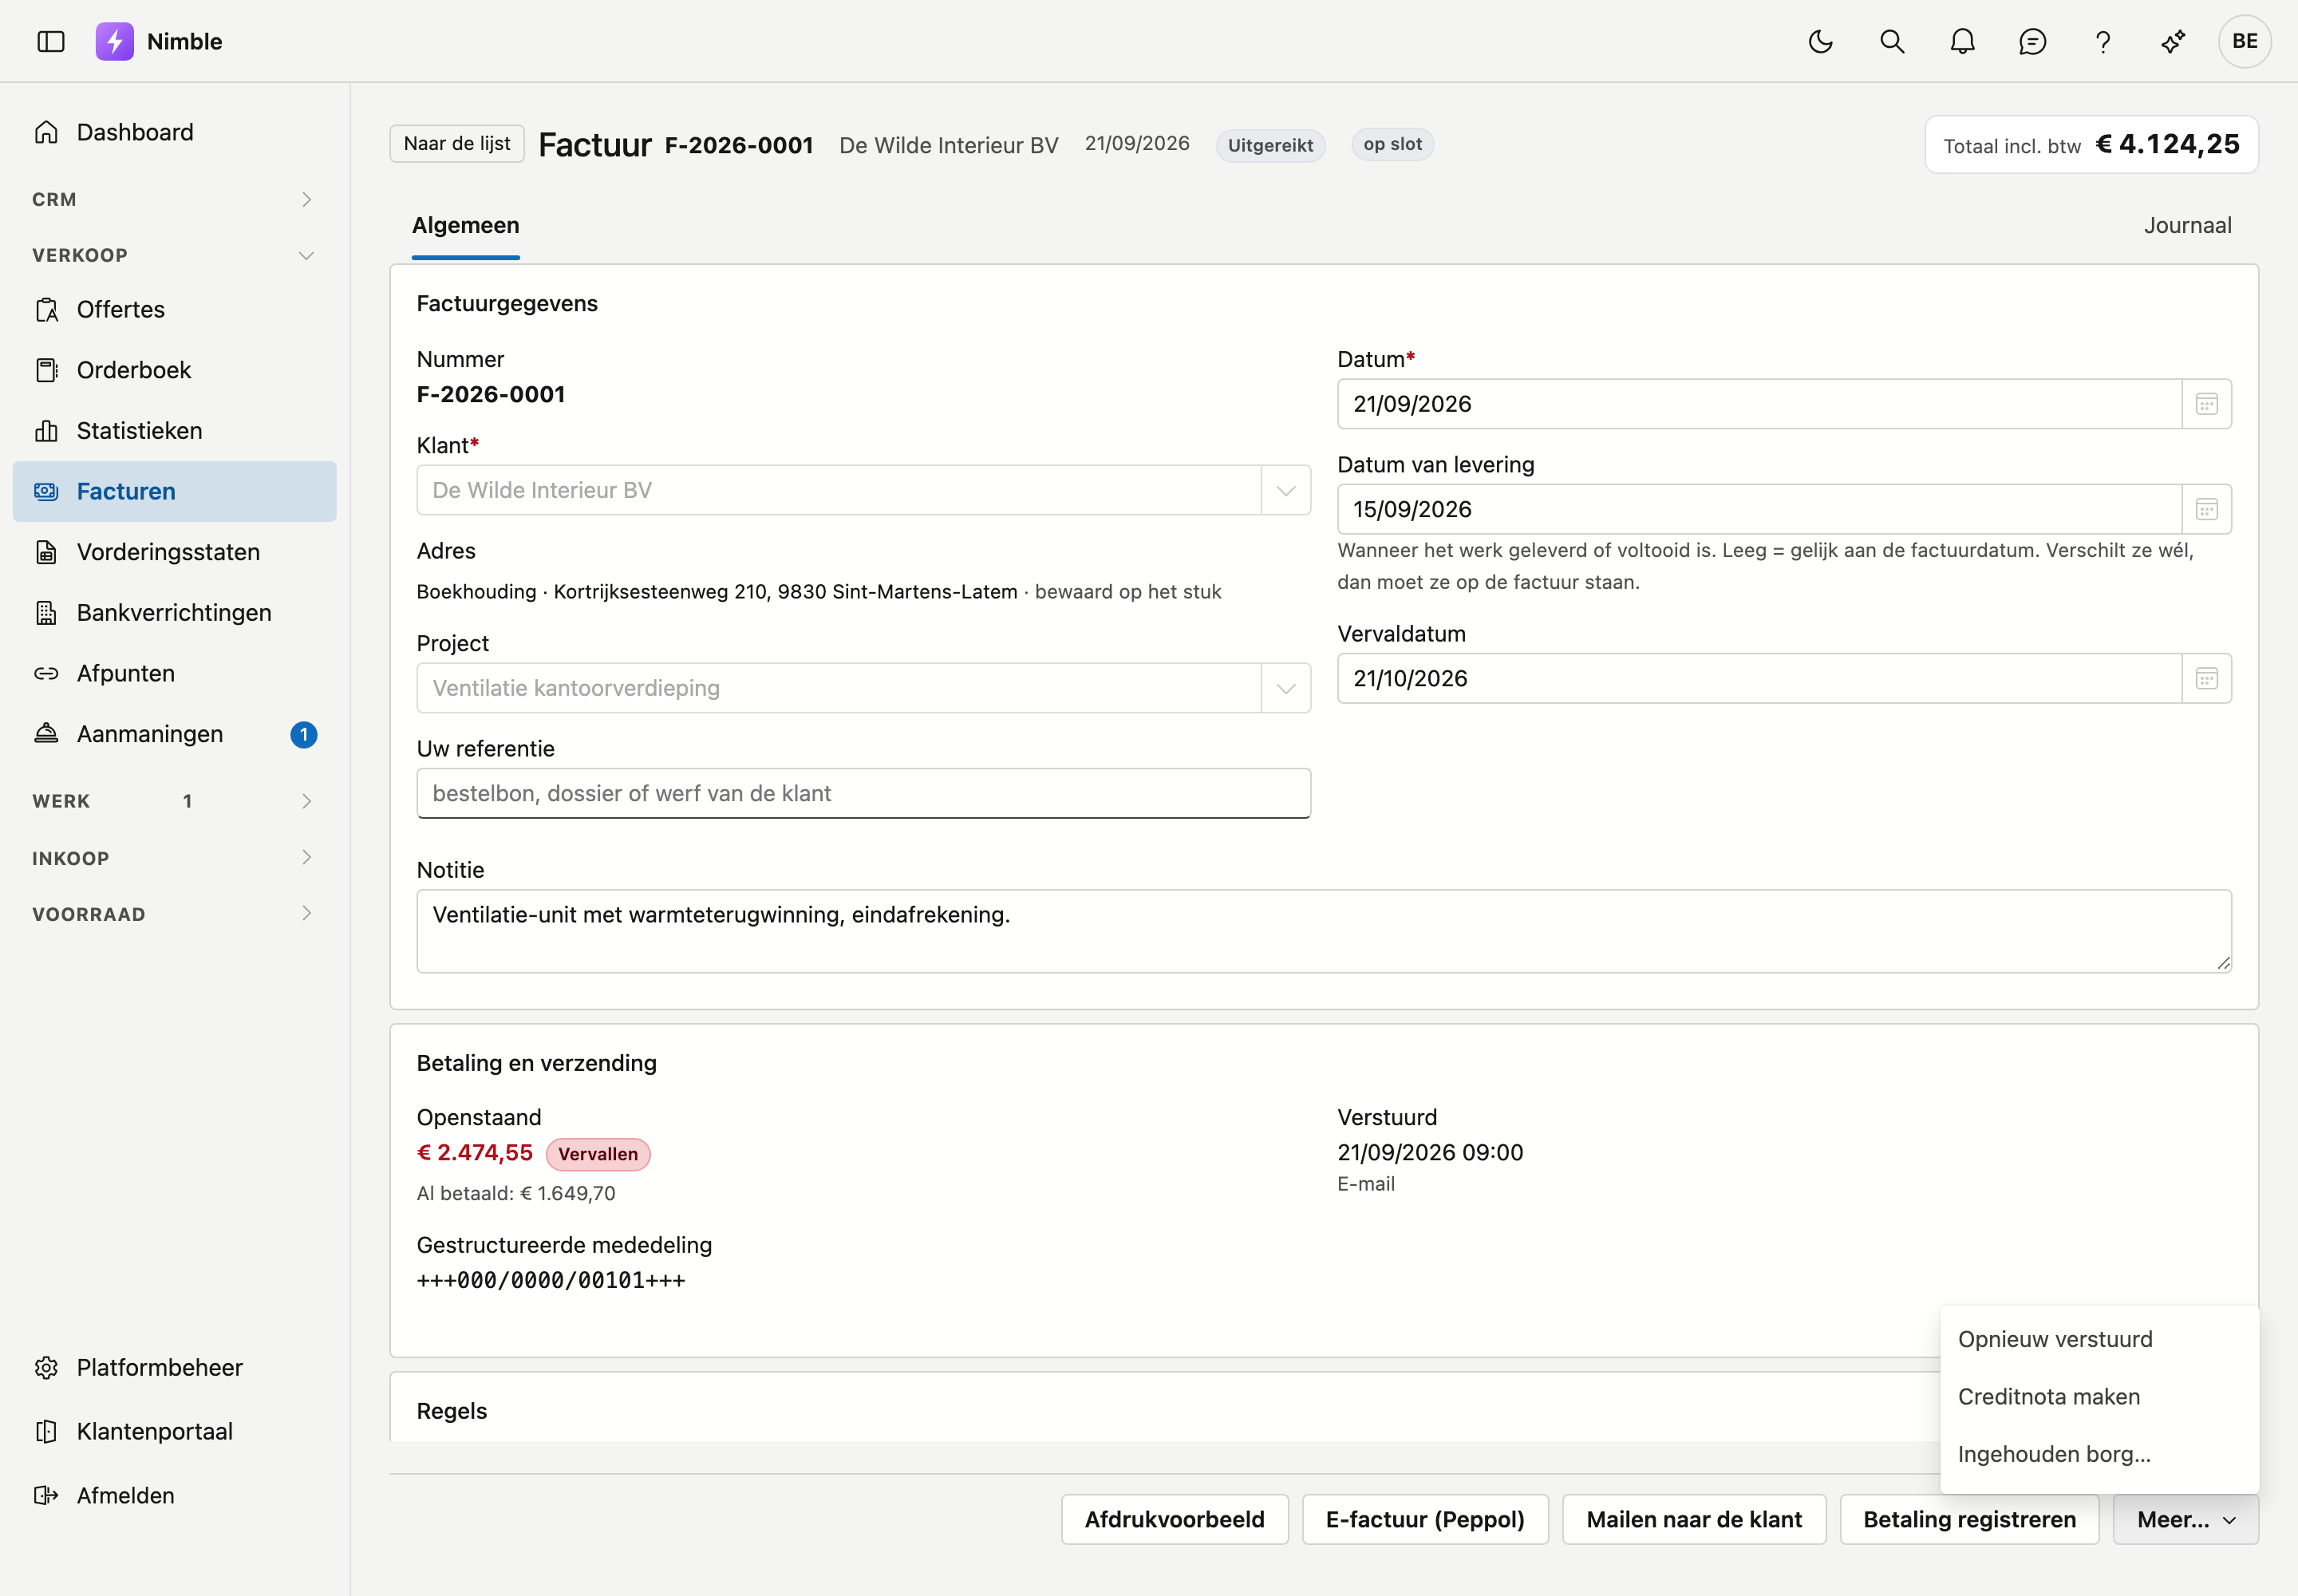 Nimble
BE
Dashboard
CRM
VERKOOP
Offertes
Orderboek
Statistieken
Facturen
Vorderingsstaten
Bankverrichtingen
Afpunten
Aanmaningen 1
WERK 1
INKOOP
VOORRAAD
Platformbeheer
Klantenportaal
Afmelden
Naar de lijst Factuur F-2026-0001 De Wilde Interieur BV 21/09/2026 Uitgereikt op slot Totaal incl. btw € 4.124,25
Algemeen Journaal
Factuurgegevens
Nummer
F-2026-0001
Klant*
De Wilde Interieur BV
Adres
Boekhouding · Kortrijksesteenweg 210, 9830 Sint-Martens-Latem · bewaard op het stuk
Project
Ventilatie kantoorverdieping
Uw referentie
bestelbon, dossier of werf van de klant
Datum*
21/09/2026
Datum van levering
15/09/2026
Wanneer het werk geleverd of voltooid is. Leeg = gelijk aan de factuurdatum. Verschilt ze wél,
dan moet ze op de factuur staan.
Vervaldatum
21/10/2026
Notitie
Ventilatie-unit met warmteterugwinning, eindafrekening.
Betaling en verzending
Openstaand
€ 2.474,55 Vervallen
Al betaald: € 1.649,70
Gestructureerde mededeling
+++000/0000/00101+++
Verstuurd
21/09/2026 09:00
E-mail
Regels
Opnieuw verstuurd
Creditnota maken
Ingehouden borg...
Afdrukvoorbeeld E-factuur (Peppol) Mailen naar de klant Betaling registreren Meer...